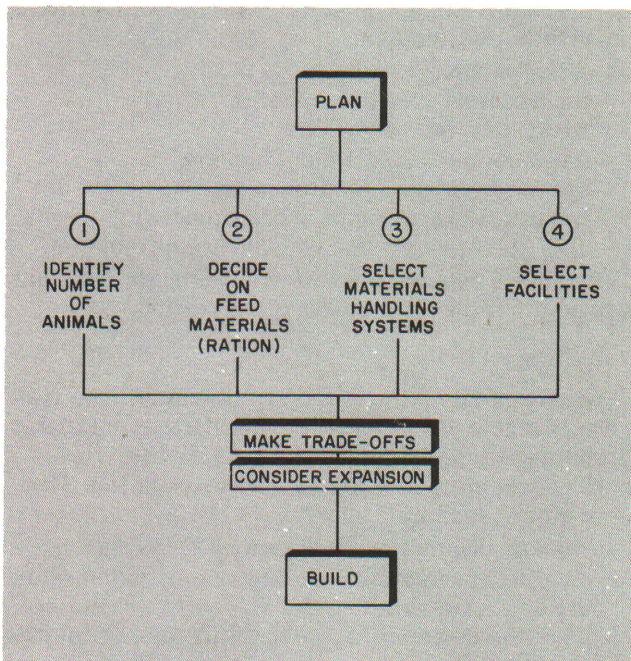 PLAN
1
IDENTIFY
NUMBER
OF
ANIMALS
2
DECIDE
ON
FEED
MATERIALS
(RATION)
3
SELECT
MATERIALS
HANDLING
SYSTEMS
4
SELECT
FACILITIES
MAKE TRADE-OFFS
CONSIDER EXPANSION
BUILD